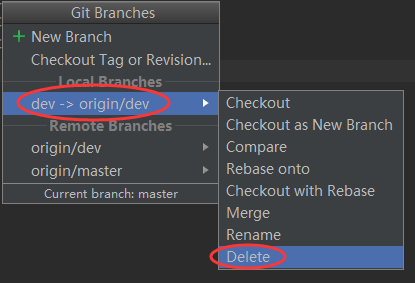 Git Branches
+ New Branch
Checkout Tag or Revision...
Local Branches
dev -> origin/dev
Remote Branches
origin/dev
origin/master
Current branch: master
Checkout
Checkout as New Branch
Compare
Rebase onto
Checkout with Rebase
Merge
Rename
Delete